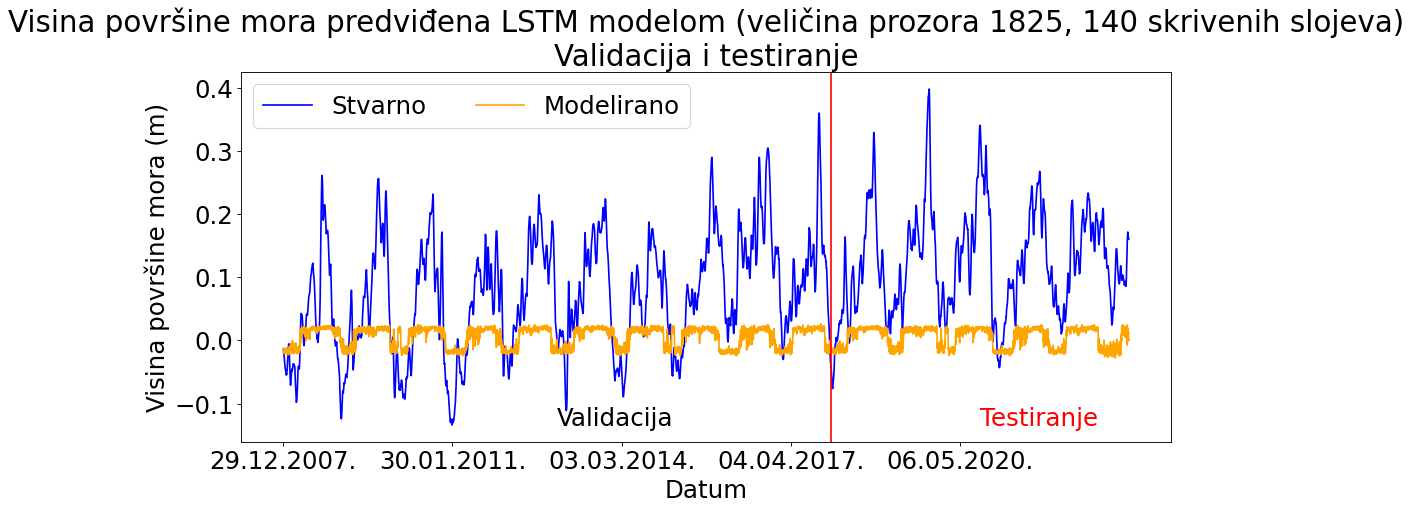 Visina površine mora predviđena LSTM modelom (veličina prozora 1825, 140 skrivenih slojeva)
Validacija i testiranje
Stvarno
Modelirano
Visina površine mora (m)
0.4
0.3
0.2
0.1
0.0
−0.1
Validacija
Testiranje
29.12.2007.
30.01.2011.
03.03.2014.
04.04.2017.
06.05.2020.
Datum